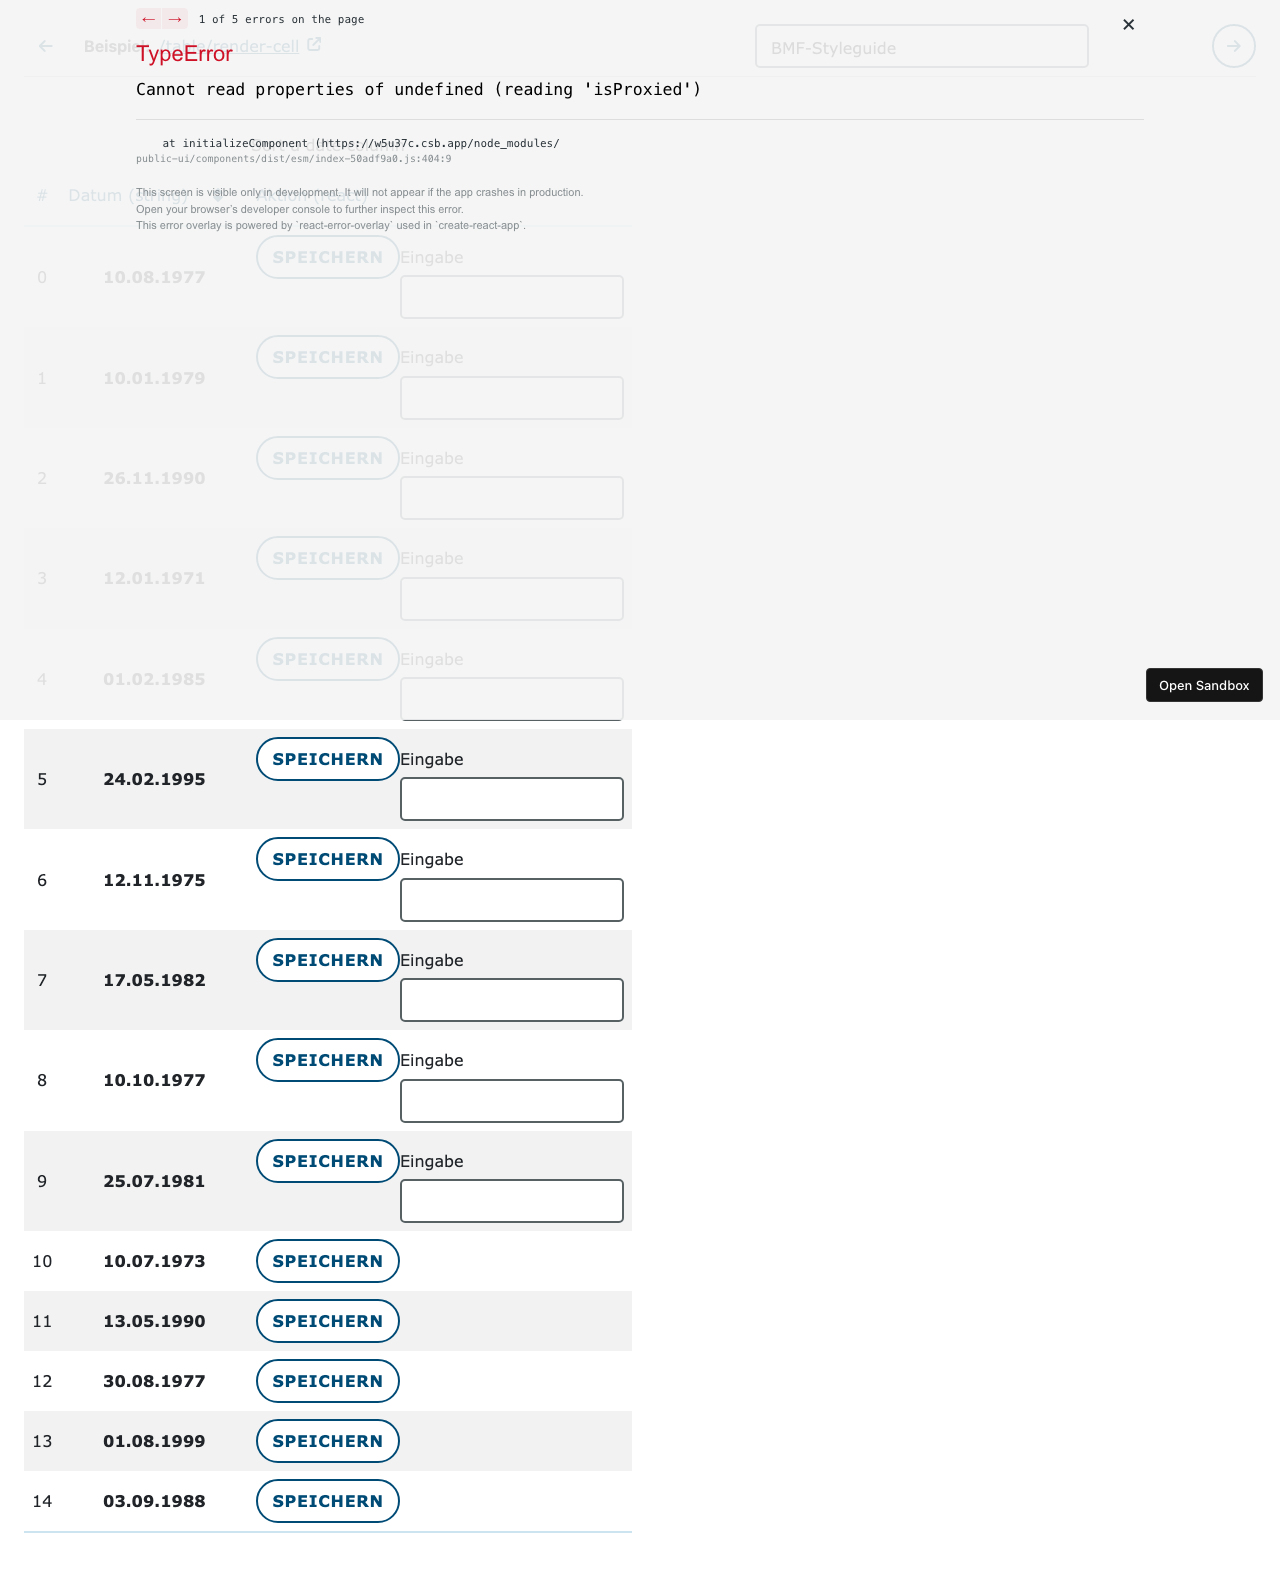 ← → 1 of 5 errors on the page
Beispiel /table/render-cell
BMF-Styleguide
TypeError
Cannot read properties of undefined (reading 'isProxied')
at initializeComponent (https://w5u37c.csb.app/node_modules/
public-ui/components/dist/esm/index-50adf9a0.js:404:9
This screen is visible only in development. It will not appear if the app crashes in production.
# Datum (string) Aktion (react)
Open your browser’s developer console to further inspect this error.
This error overlay is powered by `react-error-overlay` used in `create-react-app`.
0 10.08.1977 SPEICHERN Eingabe
1 10.01.1979 SPEICHERN Eingabe
2 26.11.1990 SPEICHERN Eingabe
3 12.01.1971 SPEICHERN Eingabe
4 01.02.1985 SPEICHERN Eingabe
Open Sandbox
5 24.02.1995 SPEICHERN Eingabe
6 12.11.1975 SPEICHERN Eingabe
7 17.05.1982 SPEICHERN Eingabe
8 10.10.1977 SPEICHERN Eingabe
9 25.07.1981 SPEICHERN Eingabe
10 10.07.1973 SPEICHERN
11 13.05.1990 SPEICHERN
12 30.08.1977 SPEICHERN
13 01.08.1999 SPEICHERN
14 03.09.1988 SPEICHERN